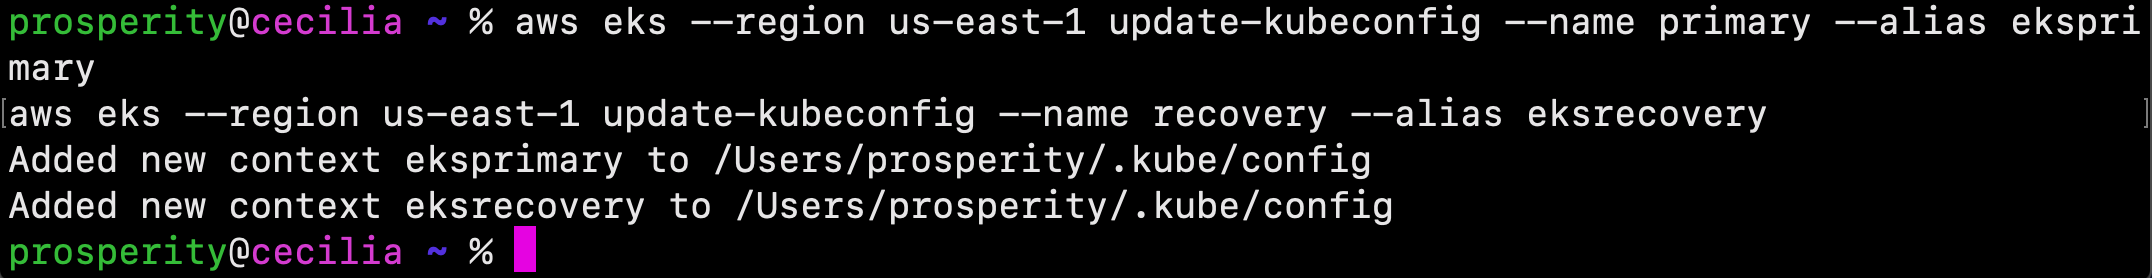 prosperity@cecilia ~ % aws eks --region us-east-1 update-kubeconfig --name primary --alias ekspri
mary
[aws eks --region us-east-1 update-kubeconfig --name recovery --alias eksrecovery ]
Added new context eksprimary to /Users/prosperity/.kube/config
Added new context eksrecovery to /Users/prosperity/.kube/config
prosperity@cecilia ~ %